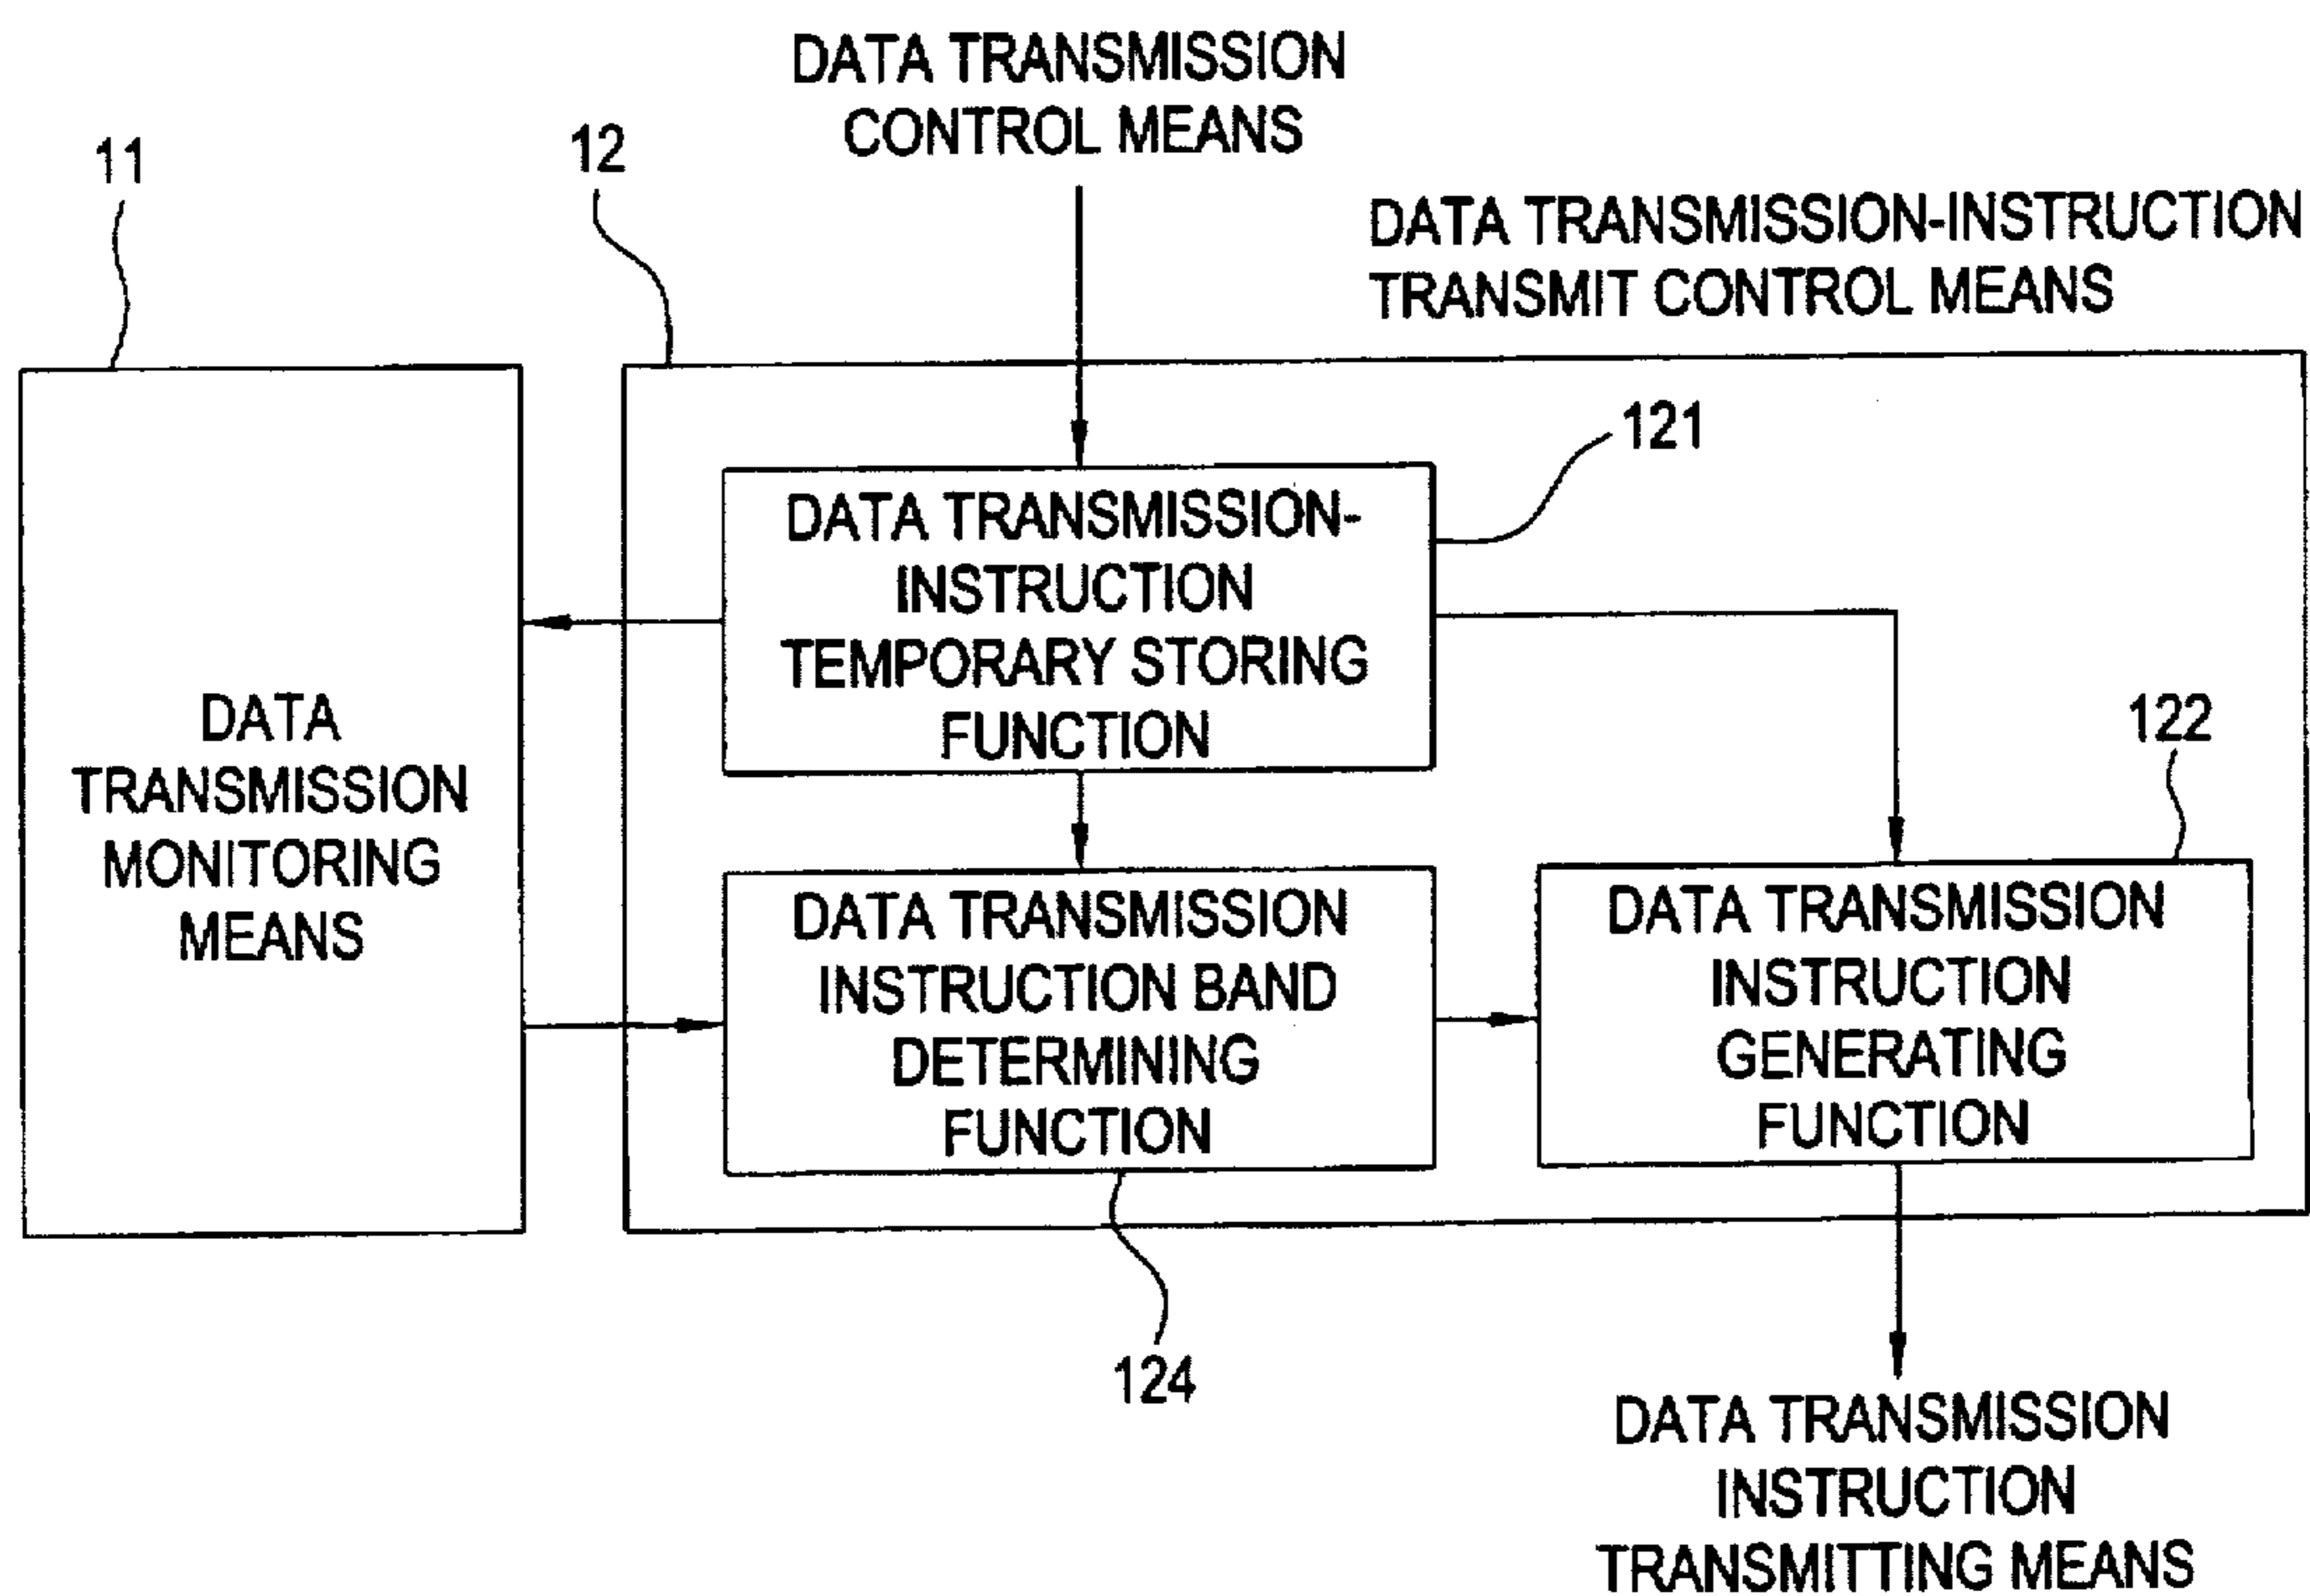 DATA TRANSMISSION
CONTROL MEANS
11
12
DATA TRANSMISSION-INSTRUCTION
TRANSMIT CONTROL MEANS
121
DATA TRANSMISSION-
INSTRUCTION
TEMPORARY STORING
FUNCTION
DATA
TRANSMISSION
MONITORING
MEANS
122
DATA TRANSMISSION
INSTRUCTION BAND
DETERMINING
FUNCTION
DATA TRANSMISSION
INSTRUCTION
GENERATING
FUNCTION
124
DATA TRANSMISSION
INSTRUCTION
TRANSMITTING MEANS